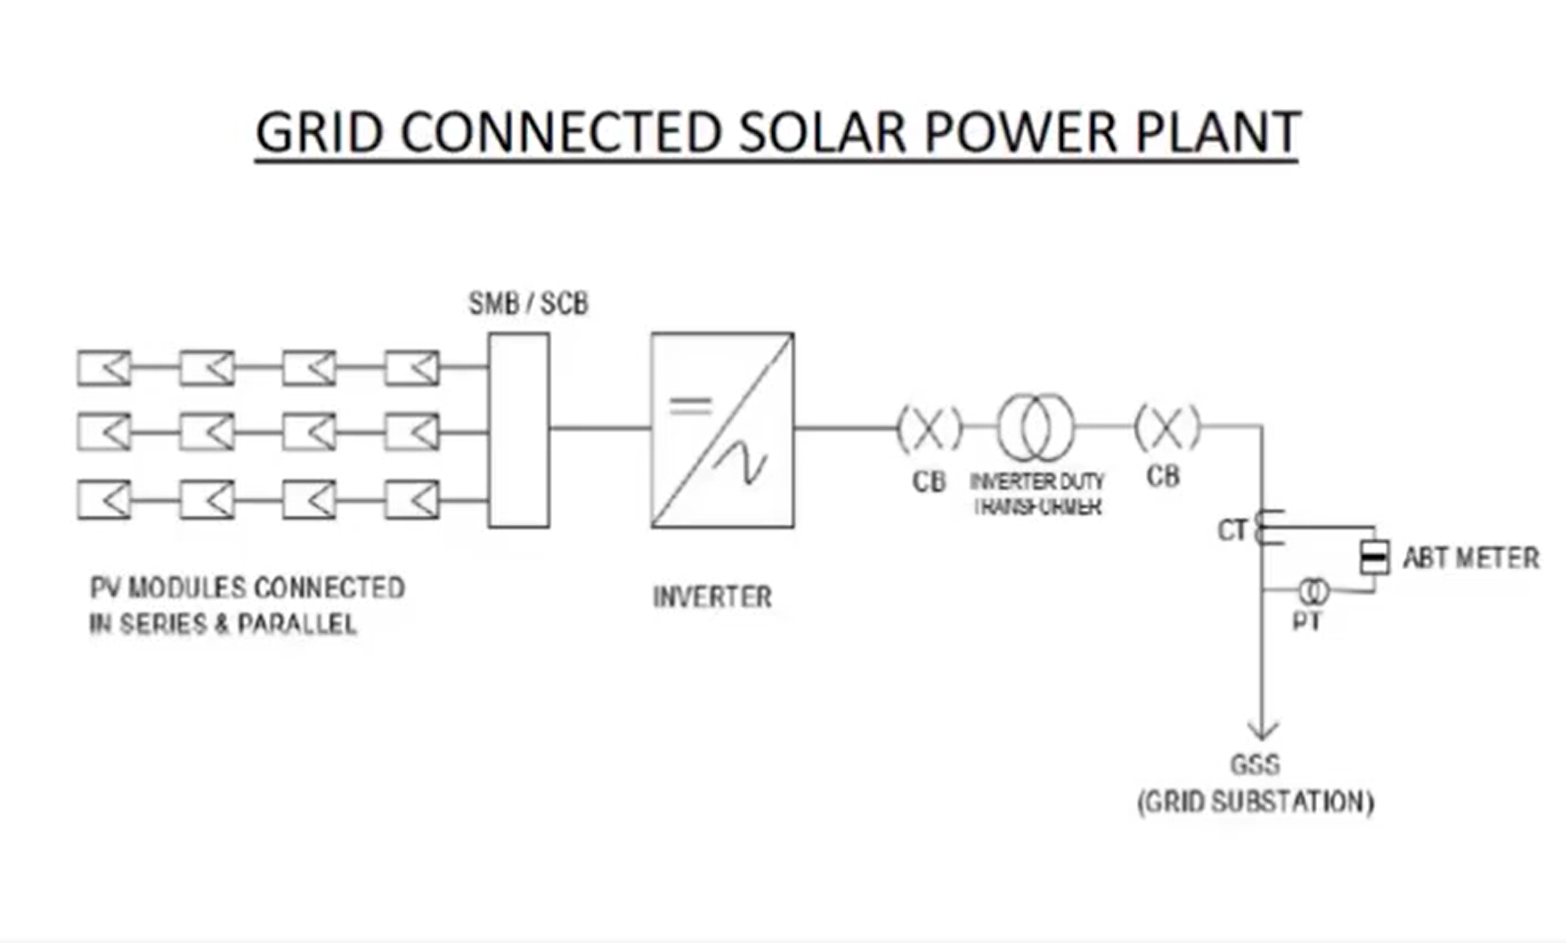 GRID CONNECTED SOLAR POWER PLANT
SMB / SCB
PV MODULES CONNECTED
IN SERIES & PARALLEL
INVERTER
CB
INVERTER DUTY
TRANSFORMER
CB
CT
ABT METER
PT
GSS
(GRID SUBSTATION)